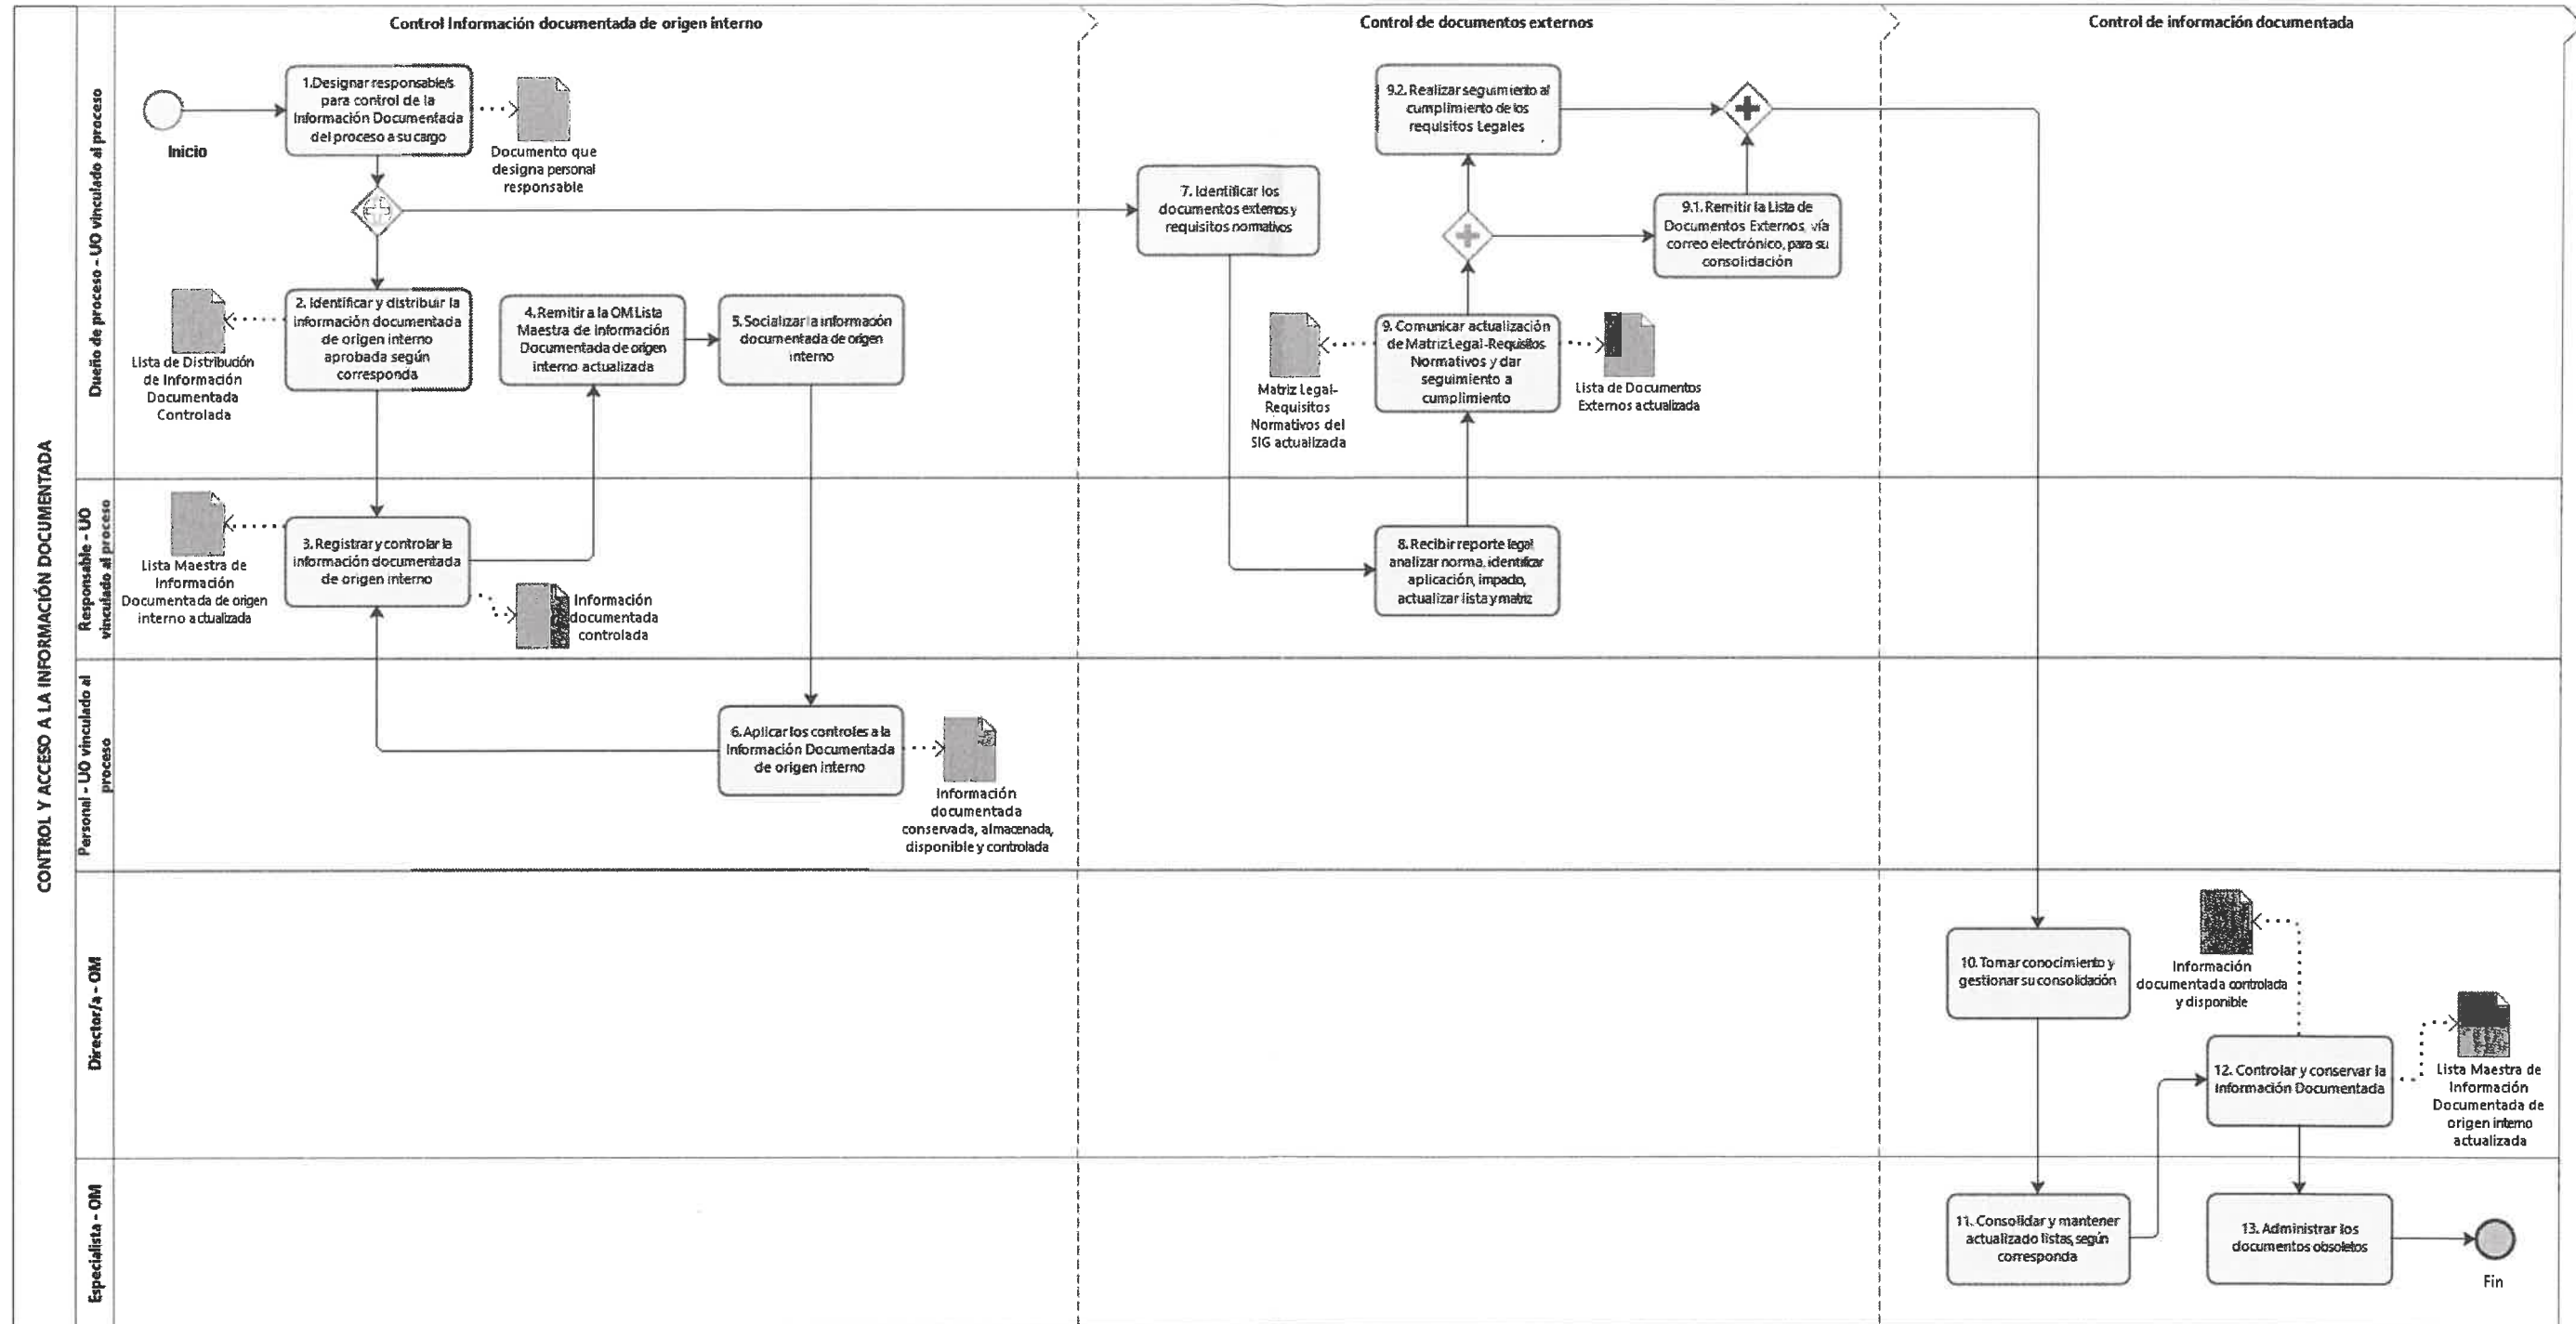 Control Información documentada de origen interno
Control de documentos externos
Control de información documentada
CONTROL Y ACCESO A LA INFORMACIÓN DOCUMENTADA
Dueño de proceso - UO vinculado al proceso
Inicio
1.Designar responsable/s
para control de la
Información Documentada
del proceso a su cargo
Documento que
designa personal
responsable
2. Identificar y distribuir la
información documentada
de origen interno
aprobada según
corresponda
Lista de Distribución
de Información
Documentada
Controlada
4. Remitir a la OM Lista
Maestra de Información
Documentada de origen
interno actualizada
5. Socializar la información
documentada de origen
interno
7. Identificar los
documentos externos y
requisitos normativos
9.2. Realizar seguimiento al
cumplimiento de los
requisitos Legales
9.1. Remitir la Lista de
Documentos Externos, vía
correo electrónico, para su
consolidación
9. Comunicar actualización
de Matriz Legal-Requisitos
Normativos y dar
seguimiento a
cumplimiento
Matriz Legal-
Requisitos
Normativos del
SIG actualizada
Lista de Documentos
Externos actualizada
Responsable - UO
vinculado al proceso
3. Registrar y controlar la
información documentada
de origen interno
Lista Maestra de
Información
Documentada de origen
interno actualizada
Información
documentada
controlada
8. Recibir reporte legal
analizar norma, identificar
aplicación, impacto,
actualizar lista y matriz
Personal - UO vinculado al
proceso
6. Aplicar los controles a la
Información Documentada
de origen interno
Información
documentada
conservada, almacenada,
disponible y controlada
Director/a - OM
10. Tomar conocimiento y
gestionar su consolidación
Información
documentada controlada
y disponible
12. Controlar y conservar la
Información Documentada
Lista Maestra de
Información
Documentada de
origen interno
actualizada
Especialista - OM
11. Consolidar y mantener
actualizado listas, según
corresponda
13. Administrar los
documentos obsoletos
Fin